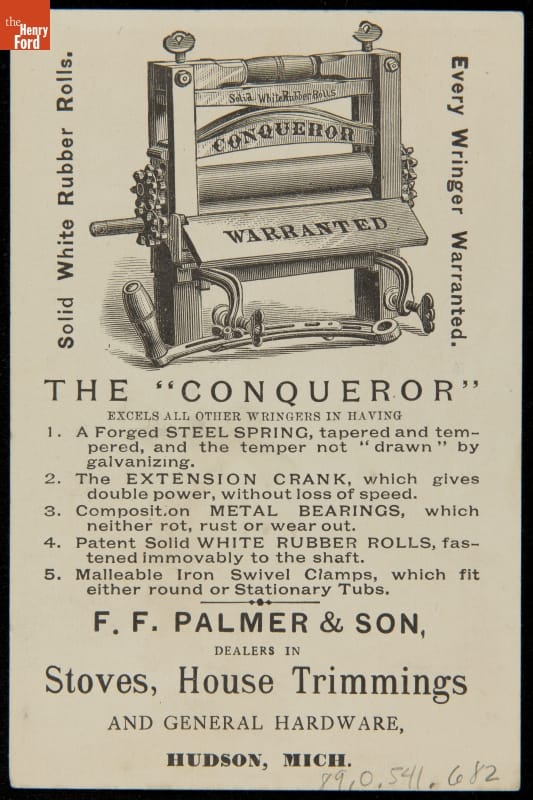 the
Henry
Ford
Solid White Rubber Rolls.
Every Wringer Warranted.
Solid White Rubber Rolls
CONQUEROR
WARRANTED
THE "CONQUEROR"
EXCELS ALL OTHER WRINGERS IN HAVING
1. A Forged STEEL SPRING, tapered and tem-
pered, and the temper not "drawn" by
galvanizing.
2. The EXTENSION CRANK, which gives
double power, without loss of speed.
3. Composit.on METAL BEARINGS, which
neither rot, rust or wear out.
4. Patent Solid WHITE RUBBER ROLLS, fas-
tened immovably to the shaft.
5. Malleable Iron Swivel Clamps, which fit
either round or Stationary Tubs.
F. F. PALMER & SON,
DEALERS IN
Stoves, House Trimmings
AND GENERAL HARDWARE,
HUDSON, MICH.
89.0.541.682